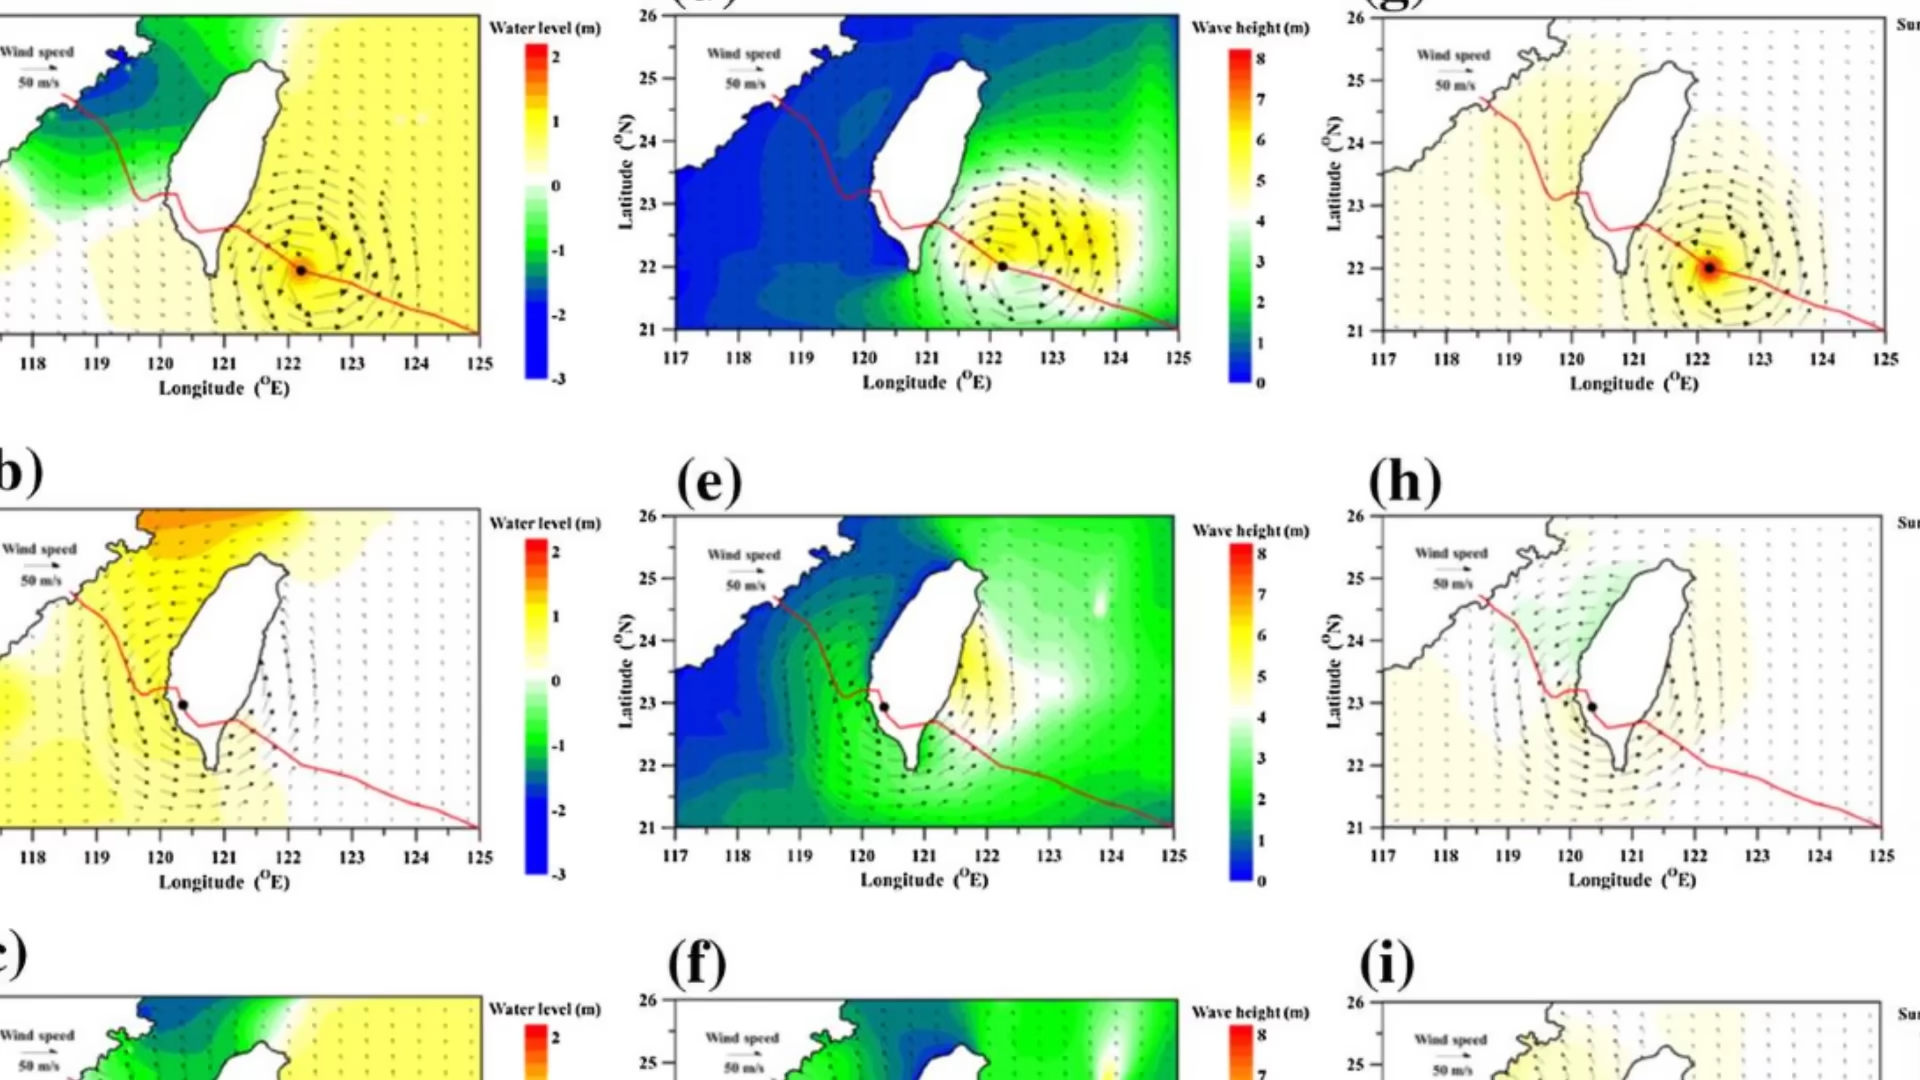 (g)
Water level (m)
Wind speed
50 m/s
2
1
0
-1
-2
-3
118 119 120 121 122 123 124 125
Longitude (°E)
Wave height (m)
Wind speed
50 m/s
26
25
24
23
22
21
Latitude (°N)
8
7
6
5
4
3
2
1
0
117 118 119 120 121 122 123 124 125
Longitude (°E)
Wind speed
50 m/s
26
25
24
23
22
21
Latitude (°N)
117 118 119 120 121 122 123 124 125
Longitude (°E)
Sur
b)
Water level (m)
Wind speed
50 m/s
2
1
0
-1
-2
-3
118 119 120 121 122 123 124 125
Longitude (°E)
(e)
Wave height (m)
Wind speed
50 m/s
26
25
24
23
22
21
Latitude (°N)
8
7
6
5
4
3
2
1
0
117 118 119 120 121 122 123 124 125
Longitude (°E)
(h)
Wind speed
50 m/s
26
25
24
23
22
21
Latitude (°N)
117 118 119 120 121 122 123 124 125
Longitude (°E)
Sur
c)
Water level (m)
Wind speed
50 m/s
2
(f)
Wave height (m)
Wind speed
50 m/s
26
25
8
7
(i)
Wind speed
50 m/s
26
25
Sur